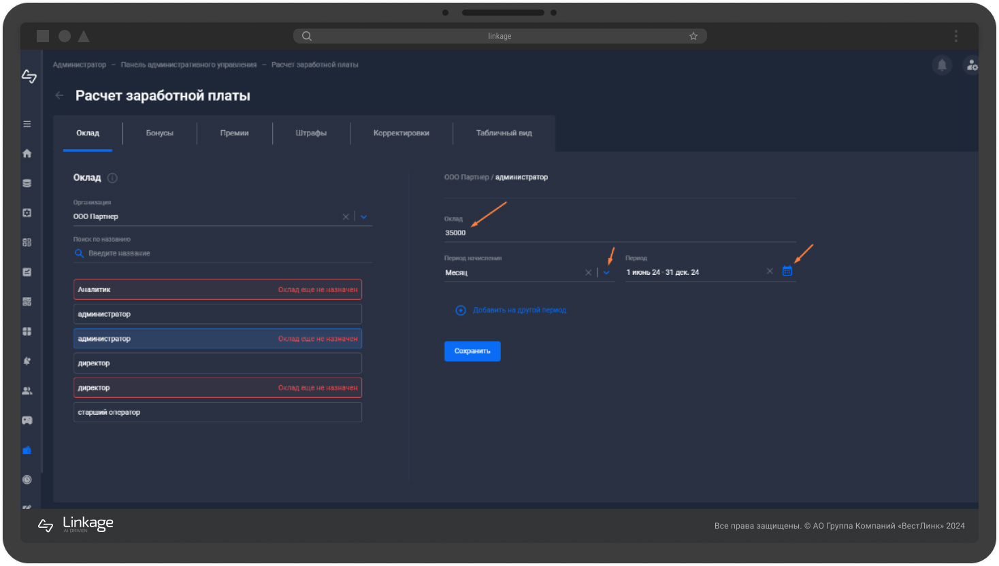 linkage
Администратор – Панель административного управления – Расчет заработной платы
Расчет заработной платы
Оклад Бонусы Премии Штрафы Корректировки Табличный вид
Оклад
Организация
ООО Партнер
Поиск по названию
Введите название
Аналитик Оклад еще не назначен
администратор
администратор Оклад еще не назначен
директор
директор Оклад еще не назначен
старший оператор
ООО Партнер / администратор
Оклад
35000
Период начисления Период
Месяц 1 июнь 24 - 31 дек. 24
Добавить на другой период
Сохранить
Linkage
AI DRIVEN
Все права защищены. © АО Группа Компаний «ВестЛинк» 2024